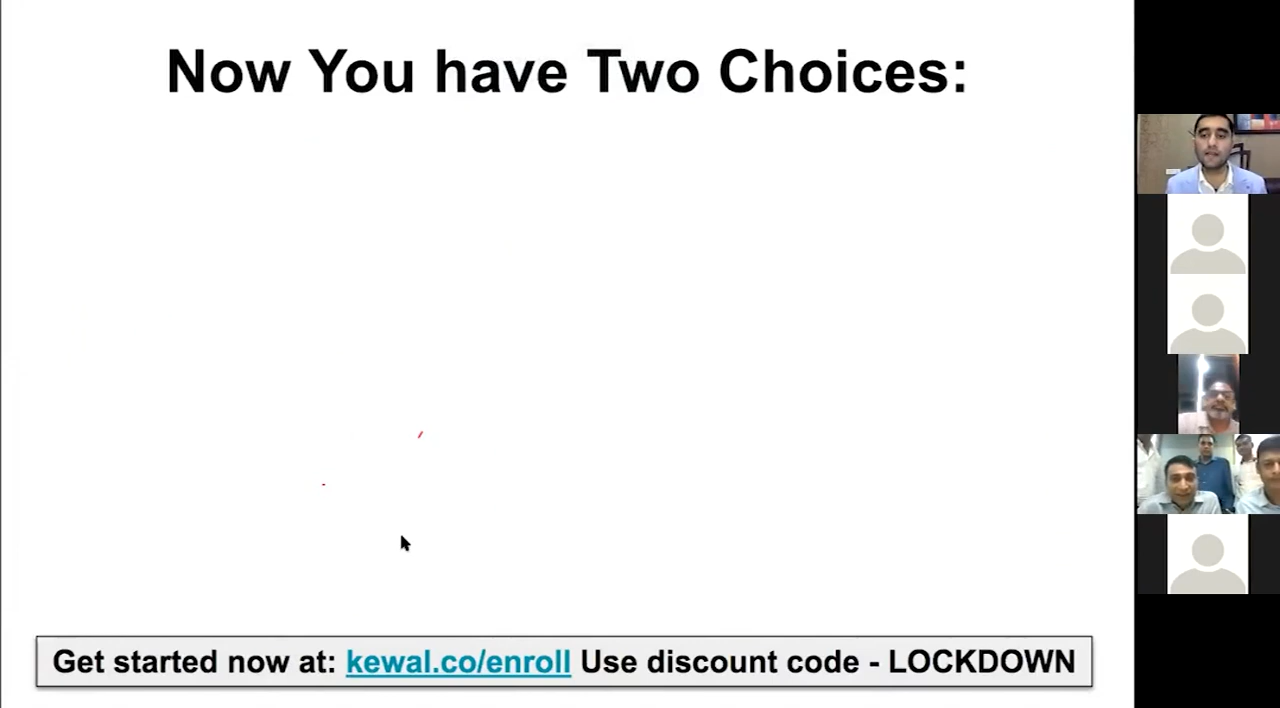 Now You have Two Choices:
Get started now at: kewal.co/enroll Use discount code - LOCKDOWN